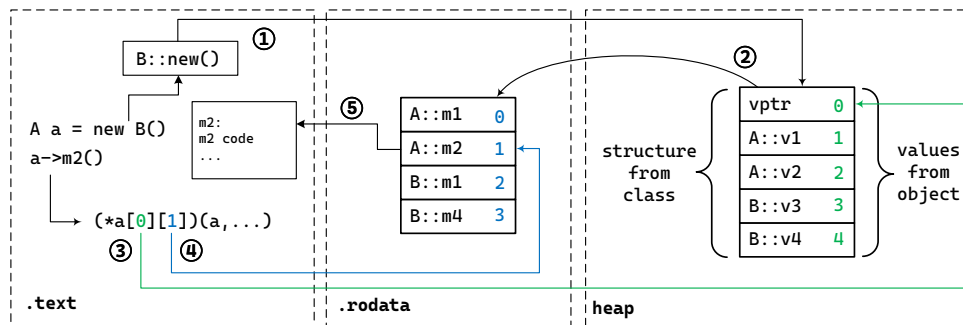 ①
B::new()
A a = new B()
a->m2()
m2:
m2 code
...
(*a[0][1])(a,...)
③
④
.text
⑤
A::m1 0
A::m2 1
B::m1 2
B::m4 3
.rodata
②
structure
from
class
vptr 0
A::v1 1
A::v2 2
B::v3 3
B::v4 4
values
from
object
heap